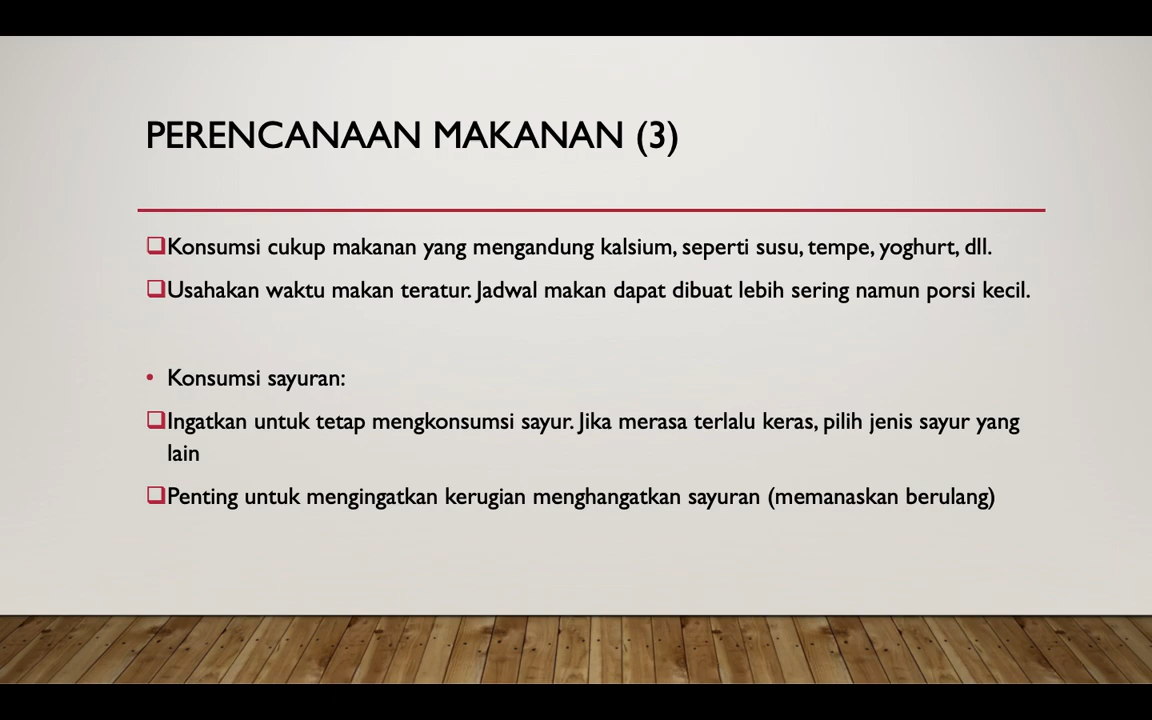 PERENCANAAN MAKANAN (3)
Konsumsi cukup makanan yang mengandung kalsium, seperti susu, tempe, yoghurt, dll.
Usahakan waktu makan teratur. Jadwal makan dapat dibuat lebih sering namun porsi kecil.
Konsumsi sayuran:
Ingatkan untuk tetap mengkonsumsi sayur. Jika merasa terlalu keras, pilih jenis sayur yang
lain
Penting untuk mengingatkan kerugian menghangatkan sayuran (memanaskan berulang)